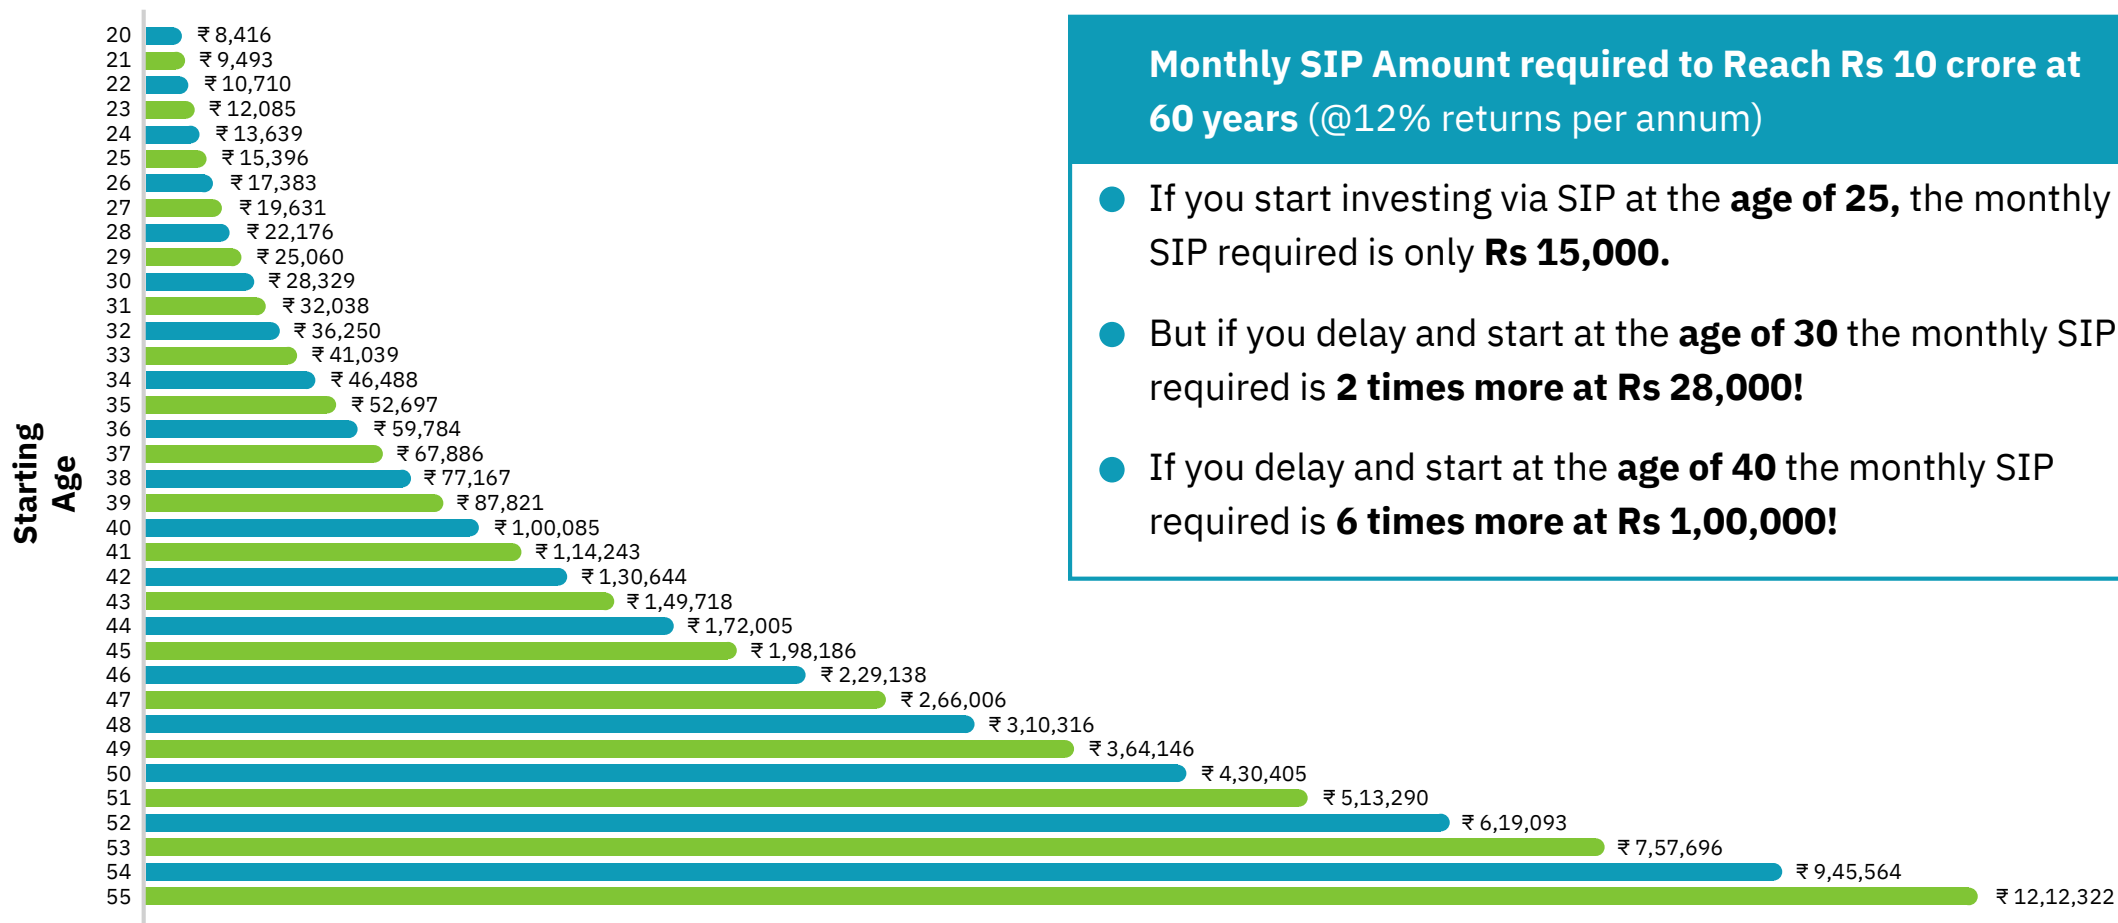 Monthly SIP Amount required to Reach Rs 10 crore at
60 years (@12% returns per annum)
If you start investing via SIP at the age of 25, the monthly
SIP required is only Rs 15,000.
But if you delay and start at the age of 30 the monthly SIP
required is 2 times more at Rs 28,000!
If you delay and start at the age of 40 the monthly SIP
required is 6 times more at Rs 1,00,000!
Starting
Age
20 ₹ 8,416
21 ₹ 9,493
22 ₹ 10,710
23 ₹ 12,085
24 ₹ 13,639
25 ₹ 15,396
26 ₹ 17,383
27 ₹ 19,631
28 ₹ 22,176
29 ₹ 25,060
30 ₹ 28,329
31 ₹ 32,038
32 ₹ 36,250
33 ₹ 41,039
34 ₹ 46,488
35 ₹ 52,697
36 ₹ 59,784
37 ₹ 67,886
38 ₹ 77,167
39 ₹ 87,821
40 ₹ 1,00,085
41 ₹ 1,14,243
42 ₹ 1,30,644
43 ₹ 1,49,718
44 ₹ 1,72,005
45 ₹ 1,98,186
46 ₹ 2,29,138
47 ₹ 2,66,006
48 ₹ 3,10,316
49 ₹ 3,64,146
50 ₹ 4,30,405
51 ₹ 5,13,290
52 ₹ 6,19,093
53 ₹ 7,57,696
54 ₹ 9,45,564
55 ₹ 12,12,322